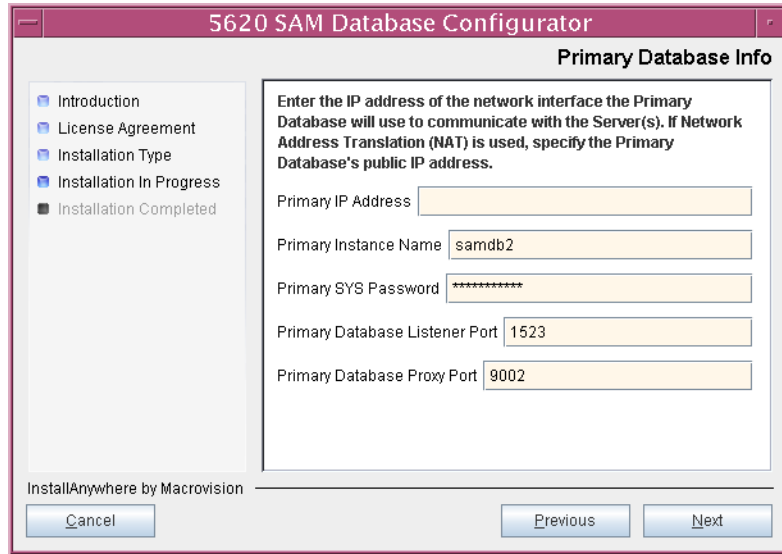 5620 SAM Database Configurator
Primary Database Info
Introduction
License Agreement
Installation Type
Installation In Progress
Installation Completed
Enter the IP address of the network interface the Primary
Database will use to communicate with the Server(s). If Network
Address Translation (NAT) is used, specify the Primary
Database's public IP address.
Primary IP Address
Primary Instance Name samdb2
Primary SYS Password ***********
Primary Database Listener Port 1523
Primary Database Proxy Port 9002
InstallAnywhere by Macrovision
Cancel Previous Next